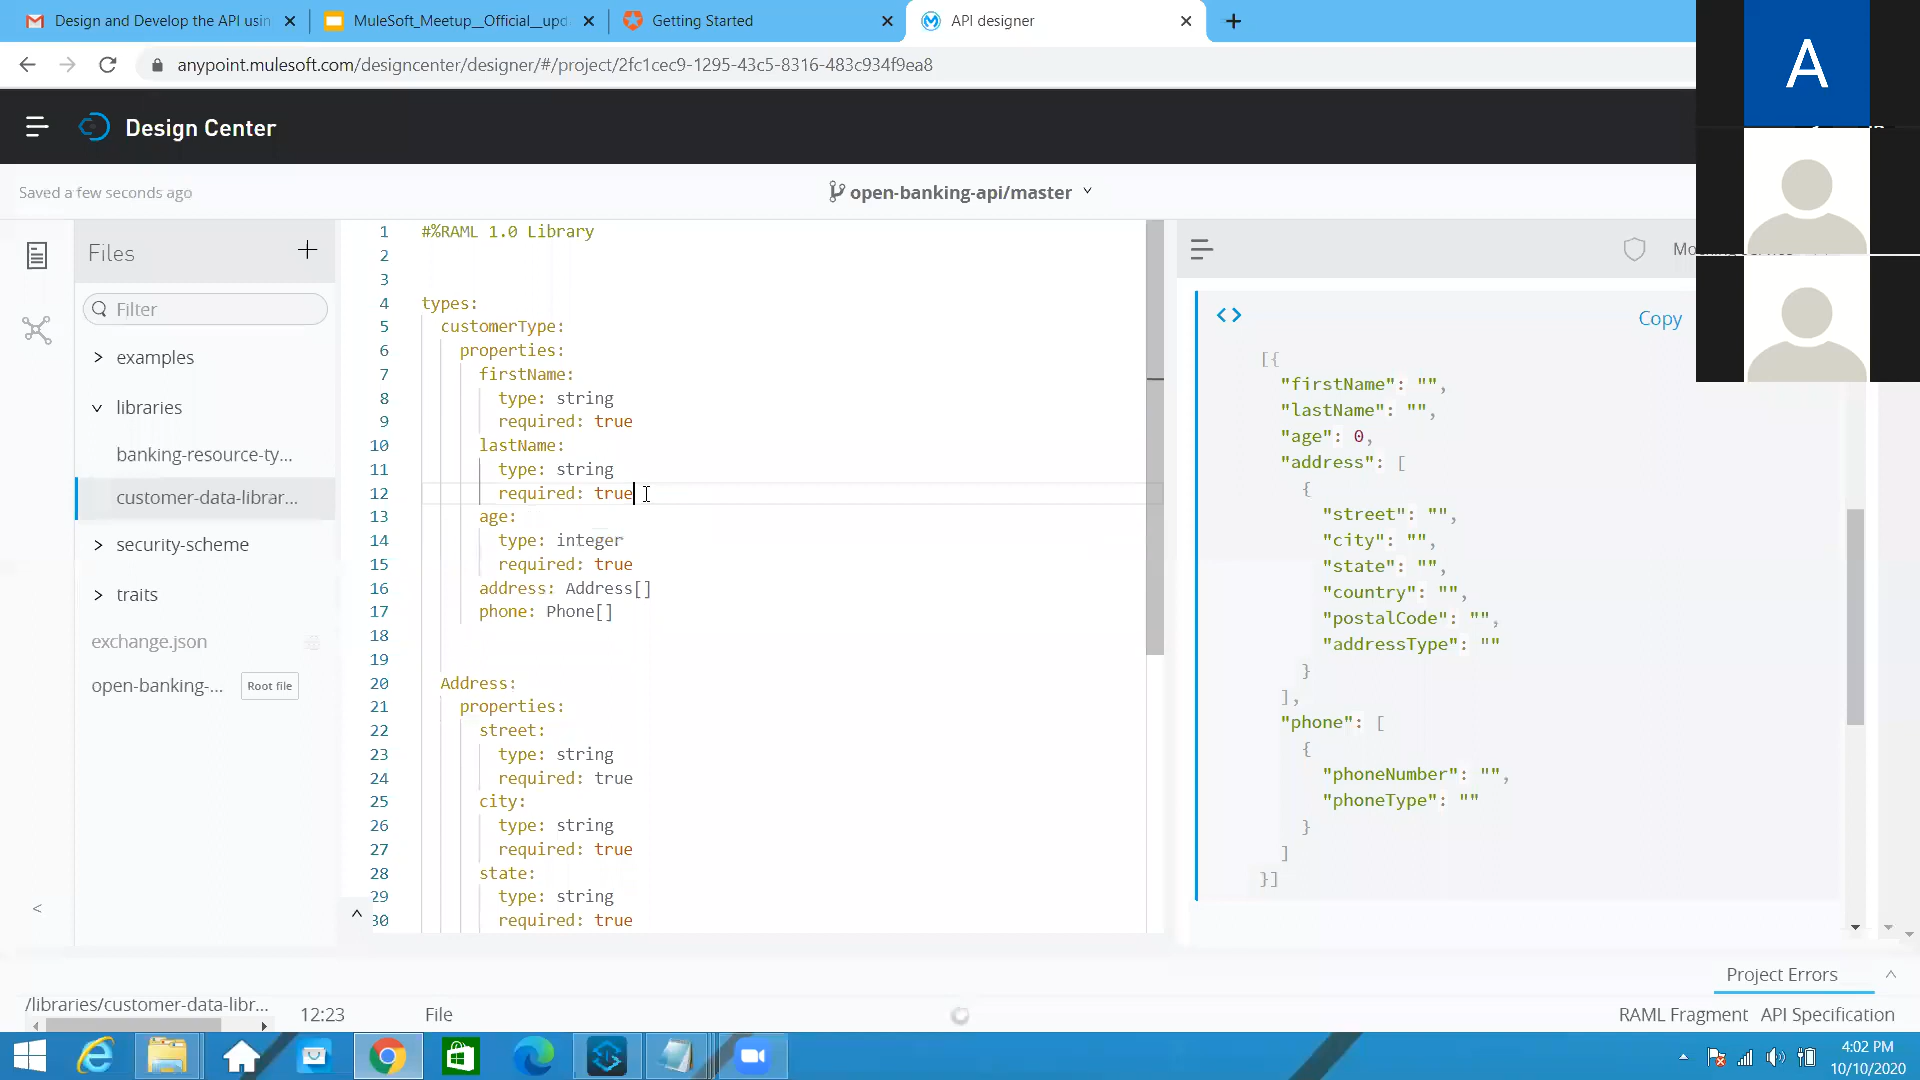 Design and Develop the API usin
MuleSoft_Meetup__Official__upd
Getting Started
API designer
anypoint.mulesoft.com/designcenter/designer/#/project/2fc1cec9-1295-43c5-8316-483c934f9ea8
A
Design Center
Saved a few seconds ago
open-banking-api/master
Files
Filter
examples
libraries
banking-resource-ty...
customer-data-librar...
security-scheme
traits
exchange.json
open-banking-... Root file
1 #%RAML 1.0 Library
2
3
4 types:
5 customerType:
6 properties:
7 firstName:
8 type: string
9 required: true
10 lastName:
11 type: string
12 required: true
13 age:
14 type: integer
15 required: true
16 address: Address[]
17 phone: Phone[]
18
19
20 Address:
21 properties:
22 street:
23 type: string
24 required: true
25 city:
26 type: string
27 required: true
28 state:
29 type: string
30 required: true
Copy
[{
"firstName": "",
"lastName": "",
"age": 0,
"address": [
{
"street": "",
"city": "",
"state": "",
"country": "",
"postalCode": "",
"addressType": ""
}
],
"phone": [
{
"phoneNumber": "",
"phoneType": ""
}
]
}]
Project Errors
/libraries/customer-data-libr...
12:23
File
RAML Fragment
API Specification
4:02 PM
10/10/2020